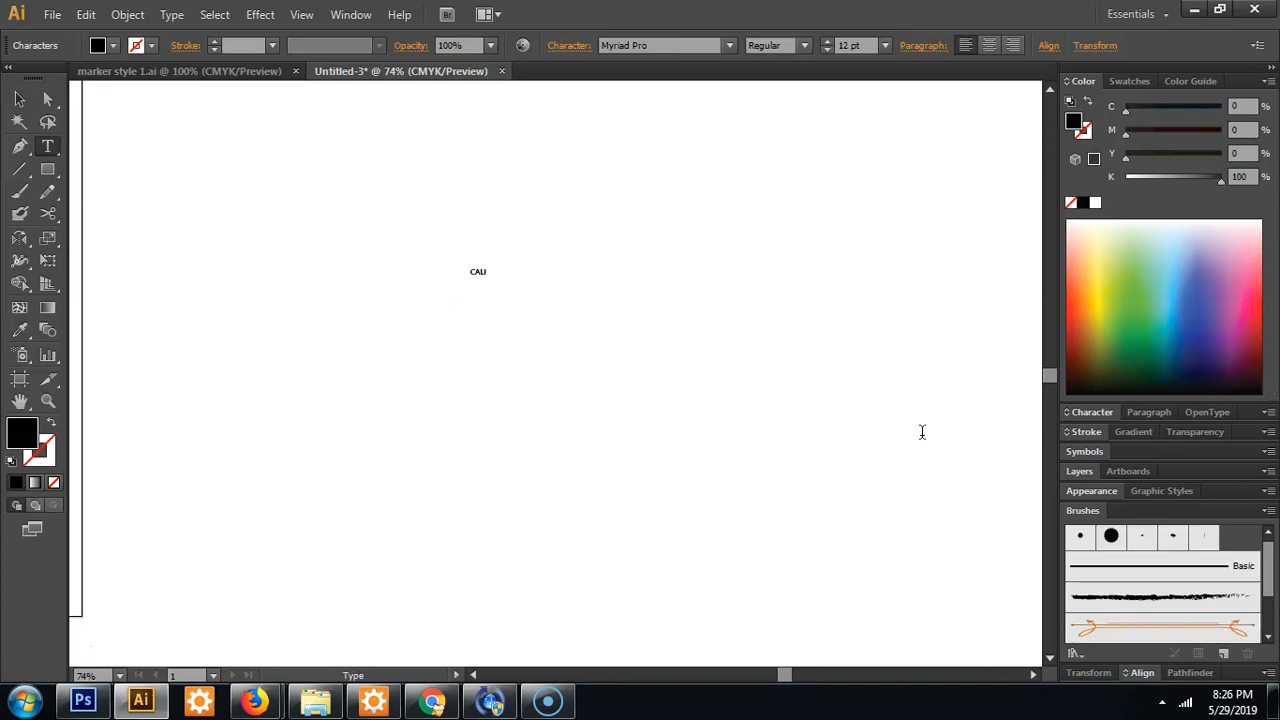 Ai File Edit Object Type Select Effect View Window Help Br Essentials
Characters Stroke: Opacity: 100% Character: Myriad Pro Regular 12 pt Paragraph: Align Transform
marker style 1.ai @ 100% (CMYK/Preview) × Untitled-3* @ 74% (CMYK/Preview) ×
Color Swatches Color Guide
C 0 %
M 0 %
Y 0 %
K 100 %
CALI
Character Paragraph OpenType
Stroke Gradient Transparency
Symbols
Layers Artboards
Appearance Graphic Styles
Brushes
Basic
74% 1 Type
Transform Align Pathfinder
Ps Ai
8:26 PM
5/29/2019